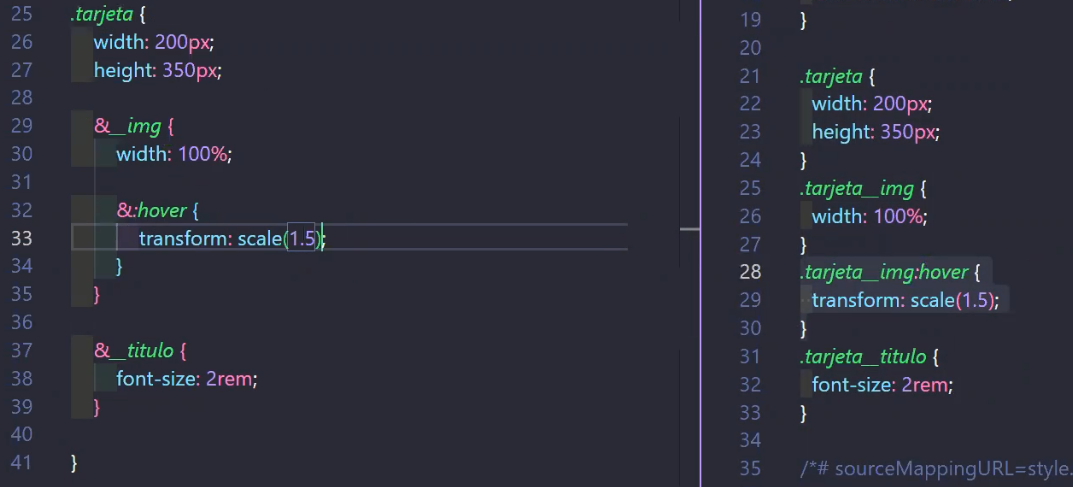 25 .tarjeta {
26 width: 200px;
27 height: 350px;
28
29 &__img {
30 width: 100%;
31
32 &:hover {
33 transform: scale(1.5);
34 }
35 }
36
37 &__titulo {
38 font-size: 2rem;
39 }
40
41 }
19 }
20
21 .tarjeta {
22 width: 200px;
23 height: 350px;
24 }
25 .tarjeta__img {
26 width: 100%;
27 }
28 .tarjeta__img:hover {
29 transform: scale(1.5);
30 }
31 .tarjeta__titulo {
32 font-size: 2rem;
33 }
34
35 /*# sourceMappingURL=style.